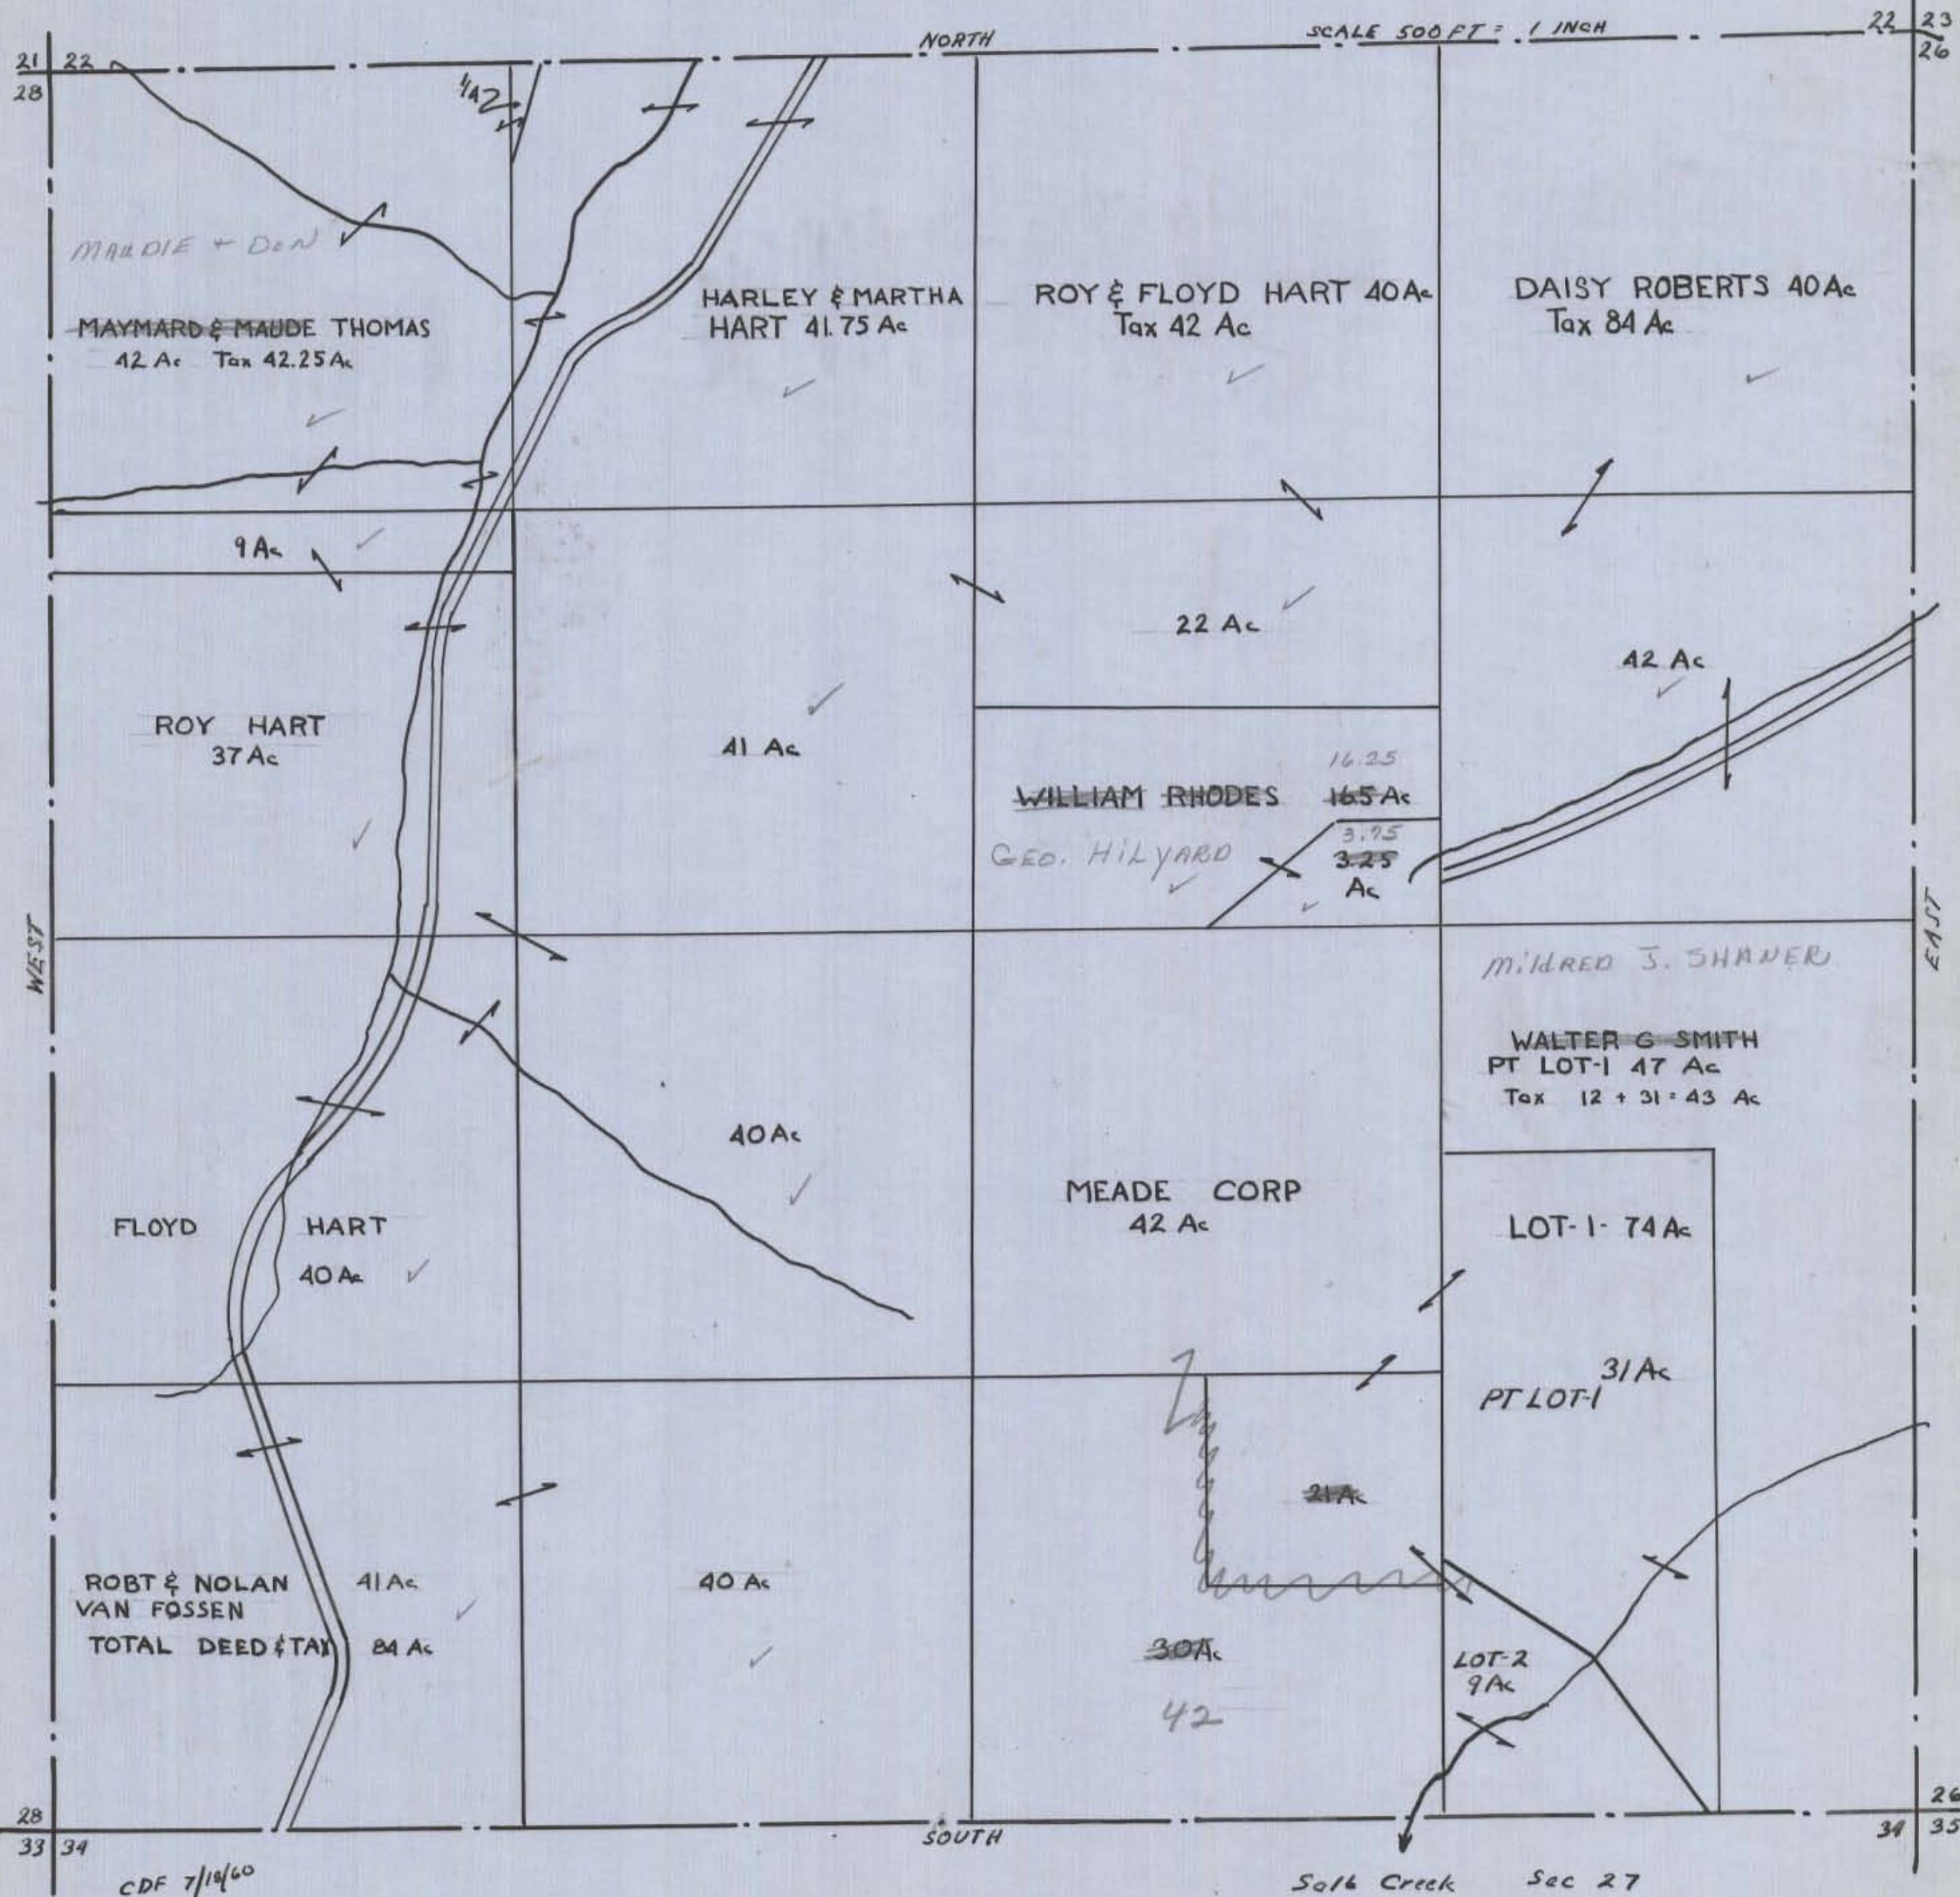 NORTH
SCALE 500 FT = 1 INCH
21 22
28
22 23
26
1/4
MAUDIE + DON
MAYMARD & MAUDE THOMAS
42 Ac Tax 42.25 Ac
HARLEY & MARTHA
HART 41.75 Ac
ROY & FLOYD HART 40 Ac
Tax 42 Ac
DAISY ROBERTS 40 Ac
Tax 84 Ac
9 Ac
22 Ac
42 Ac
ROY HART
37 Ac
41 Ac
16.25
WILLIAM RHODES 16.5 Ac
3.75
GEO. HILYARD
3.25
Ac
WEST
EAST
MILDRED J. SHANER
WALTER G SMITH
PT LOT-1 47 Ac
Tax 12 + 31 = 43 Ac
40 Ac
MEADE CORP
42 Ac
FLOYD HART
40 Ac
LOT-1- 74 Ac
31 Ac
PT LOT-1
21 Ac
ROBT & NOLAN 41 Ac
VAN FOSSEN
TOTAL DEED & TAX 84 Ac
40 Ac
30 Ac
42
LOT-2
9 Ac
28
33 34
SOUTH
26
34 35
CDF 7/18/60
Salt Creek Sec 27